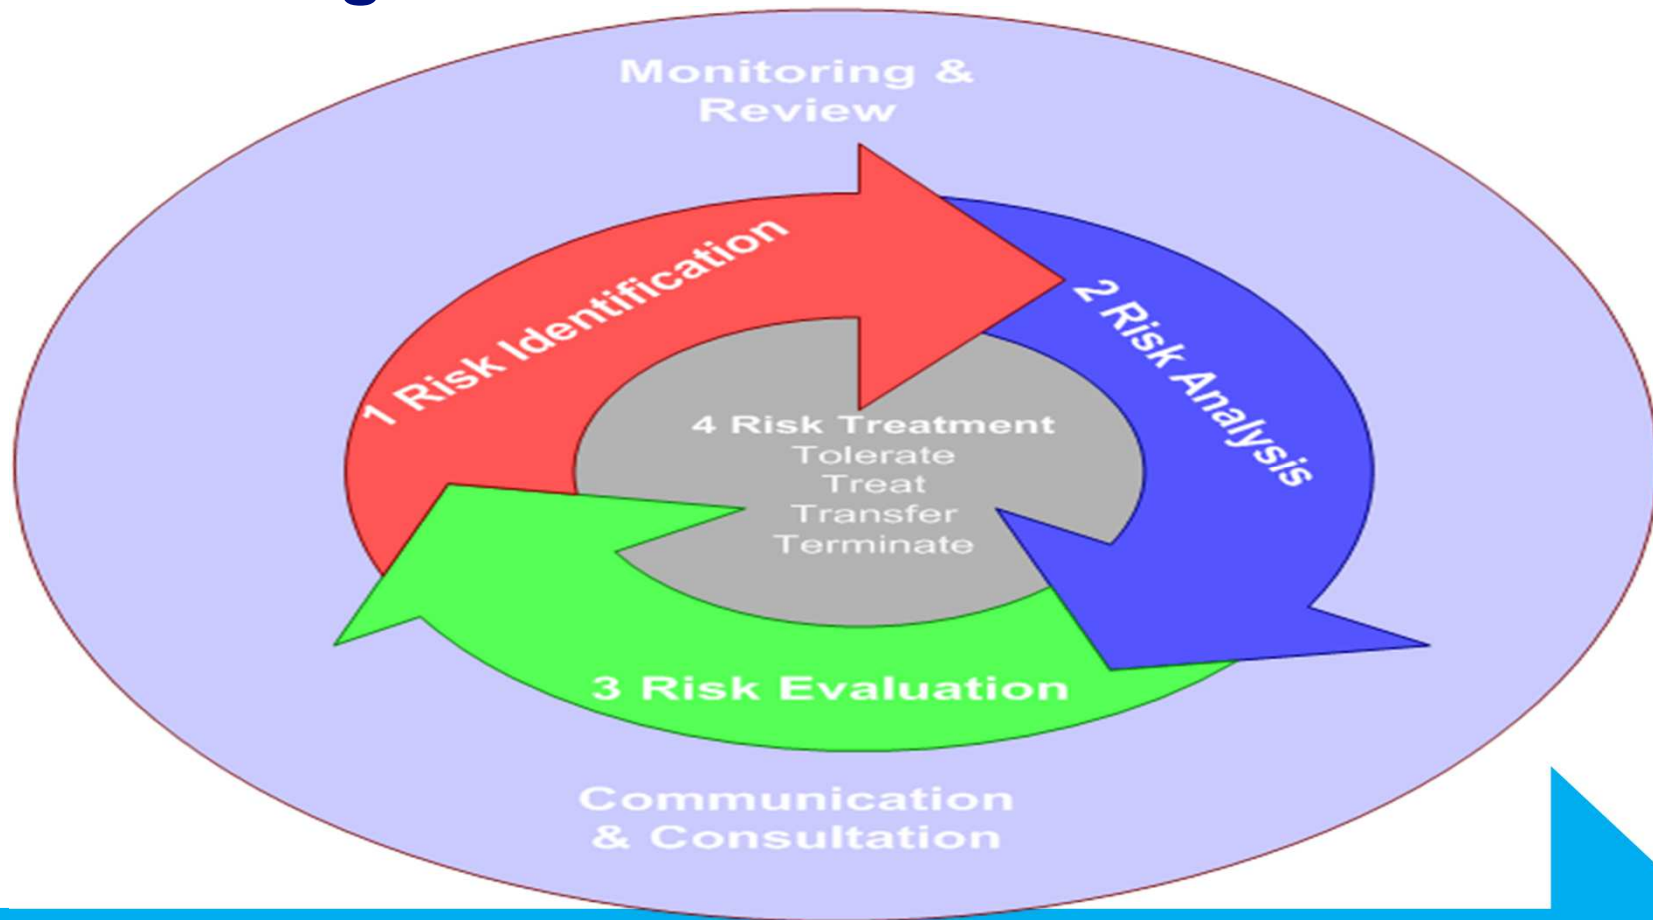 Monitoring &
Review
1 Risk Identification
2 Risk Analysis
4 Risk Treatment
Tolerate
Treat
Transfer
Terminate
3 Risk Evaluation
Communication
& Consultation